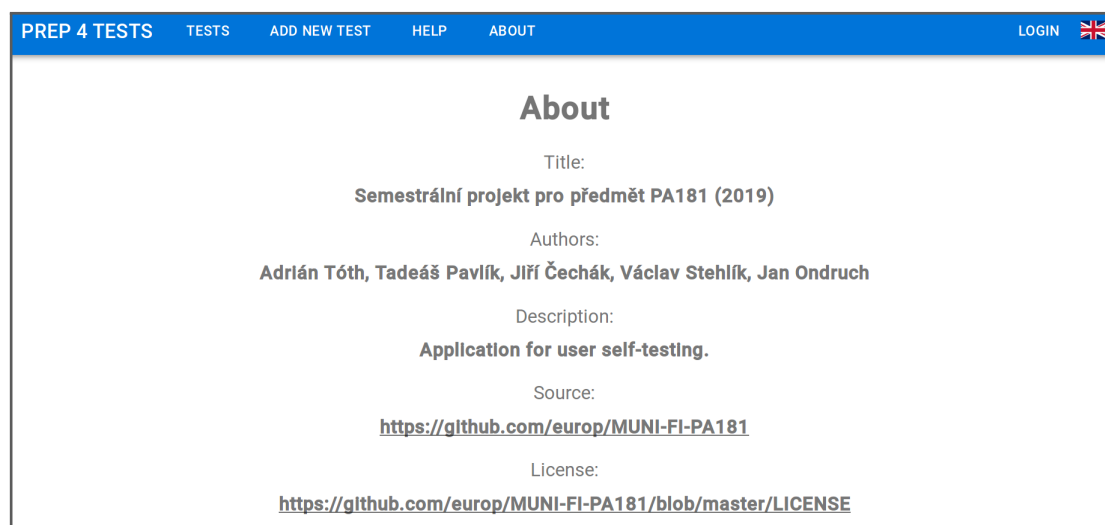 PREP 4 TESTS TESTS ADD NEW TEST HELP ABOUT LOGIN
About
Title:
Semestrální projekt pro předmět PA181 (2019)
Authors:
Adrián Tóth, Tadeáš Pavlík, Jiří Čechák, Václav Stehlík, Jan Ondruch
Description:
Application for user self-testing.
Source:
https://github.com/europ/MUNI-FI-PA181
License:
https://github.com/europ/MUNI-FI-PA181/blob/master/LICENSE